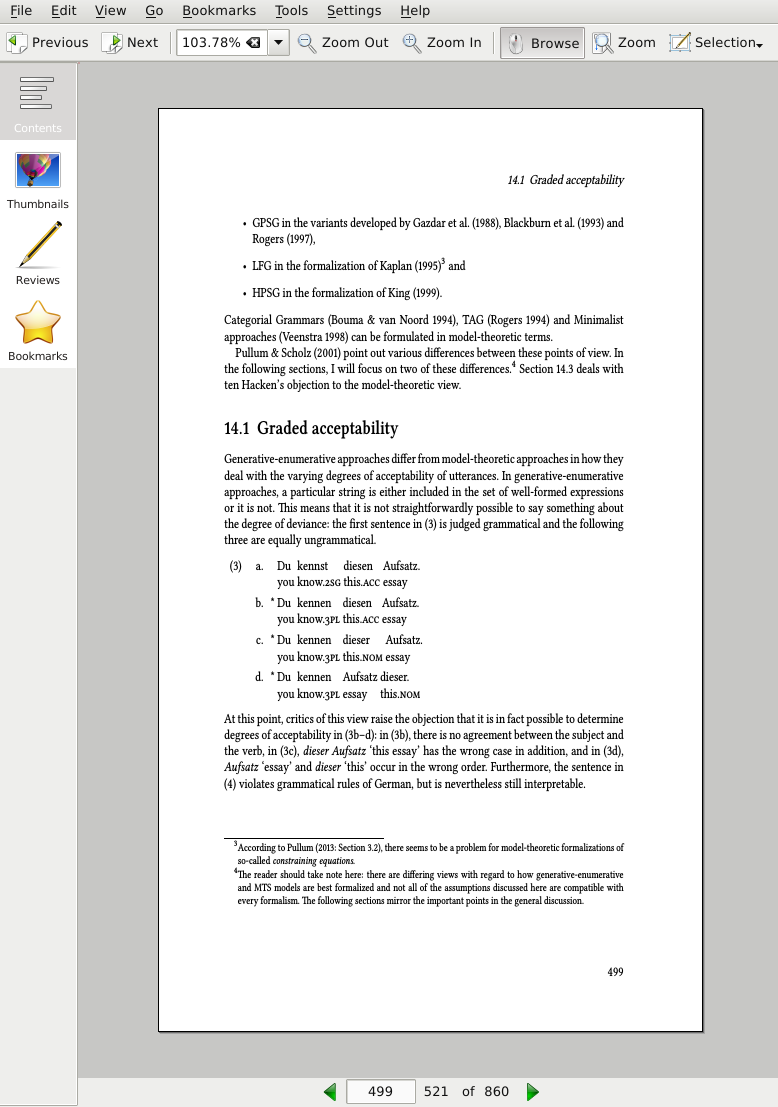 File Edit View Go Bookmarks Tools Settings Help
Previous Next 103.78% Zoom Out Zoom In Browse Zoom Selection
Contents
Thumbnails
Reviews
Bookmarks
14.1 Graded acceptability
• GPSG in the variants developed by Gazdar et al. (1988), Blackburn et al. (1993) and
Rogers (1997),
• LFG in the formalization of Kaplan (1995)³ and
• HPSG in the formalization of King (1999).
Categorial Grammars (Bouma & van Noord 1994), TAG (Rogers 1994) and Minimalist
approaches (Veenstra 1998) can be formulated in model-theoretic terms.
Pullum & Scholz (2001) point out various differences between these points of view. In
the following sections, I will focus on two of these differences.⁴ Section 14.3 deals with
ten Hacken's objection to the model-theoretic view.
14.1 Graded acceptability
Generative-enumerative approaches differ from model-theoretic approaches in how they
deal with the varying degrees of acceptability of utterances. In generative-enumerative
approaches, a particular string is either included in the set of well-formed expressions
or it is not. This means that it is not straightforwardly possible to say something about
the degree of deviance: the first sentence in (3) is judged grammatical and the following
three are equally ungrammatical.
(3) a. Du kennst diesen Aufsatz.
you know.2SG this.ACC essay
b. * Du kennen diesen Aufsatz.
you know.3PL this.ACC essay
c. * Du kennen dieser Aufsatz.
you know.3PL this.NOM essay
d. * Du kennen Aufsatz dieser.
you know.3PL essay this.NOM
At this point, critics of this view raise the objection that it is in fact possible to determine
degrees of acceptability in (3b–d): in (3b), there is no agreement between the subject and
the verb, in (3c), dieser Aufsatz ‘this essay’ has the wrong case in addition, and in (3d),
Aufsatz ‘essay’ and dieser ‘this’ occur in the wrong order. Furthermore, the sentence in
(4) violates grammatical rules of German, but is nevertheless still interpretable.
³According to Pullum (2013: Section 3.2), there seems to be a problem for model-theoretic formalizations of
so-called constraining equations.
⁴The reader should take note here: there are differing views with regard to how generative-enumerative
and MTS models are best formalized and not all of the assumptions discussed here are compatible with
every formalism. The following sections mirror the important points in the general discussion.
499
499 521 of 860